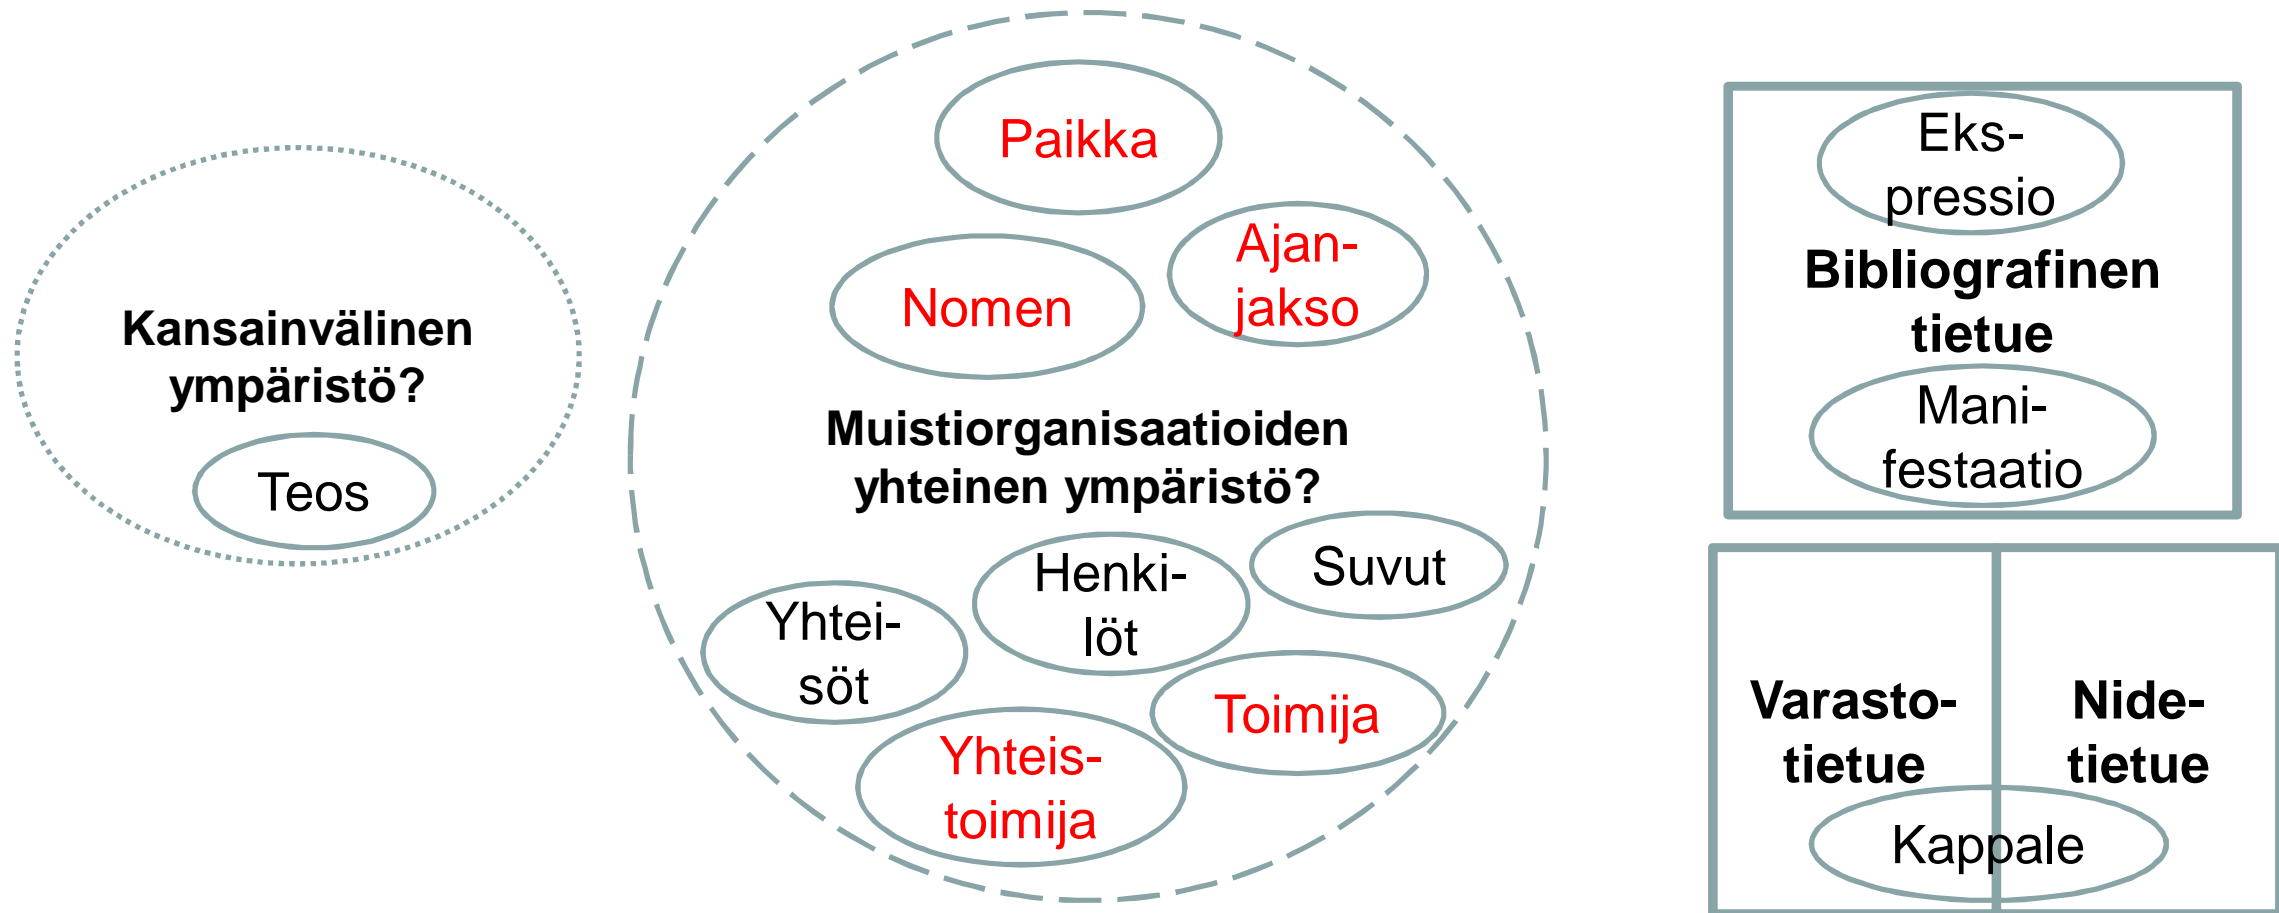 Kansainvälinen
ympäristö?
Teos
Paikka
Ajan-
jakso
Nomen
Muistiorganisaatioiden
yhteinen ympäristö?
Suvut
Henki-
löt
Yhtei-
söt
Toimija
Yhteis-
toimija
Eks-
pressio
Bibliografinen
tietue
Mani-
festaatio
Varasto-
tietue
Nide-
tietue
Kappale